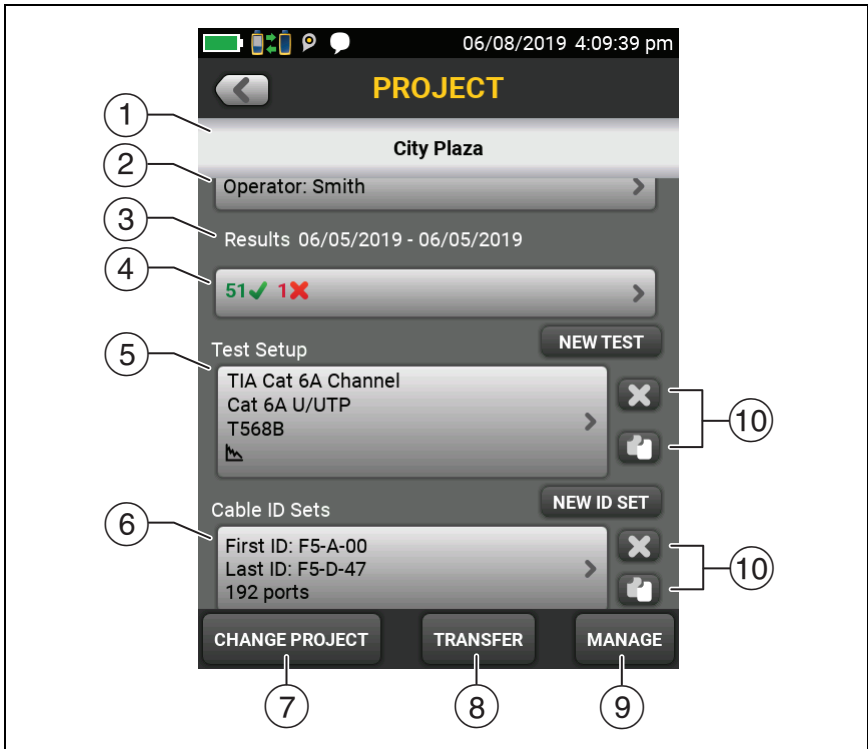 06/08/2019 4:09:39 pm
PROJECT
1
City Plaza
2
Operator: Smith
3
Results 06/05/2019 - 06/05/2019
4
51 1
NEW TEST
5
Test Setup
TIA Cat 6A Channel
Cat 6A U/UTP
T568B
10
NEW ID SET
Cable ID Sets
6
First ID: F5-A-00
Last ID: F5-D-47
192 ports
10
CHANGE PROJECT TRANSFER MANAGE
7 8 9